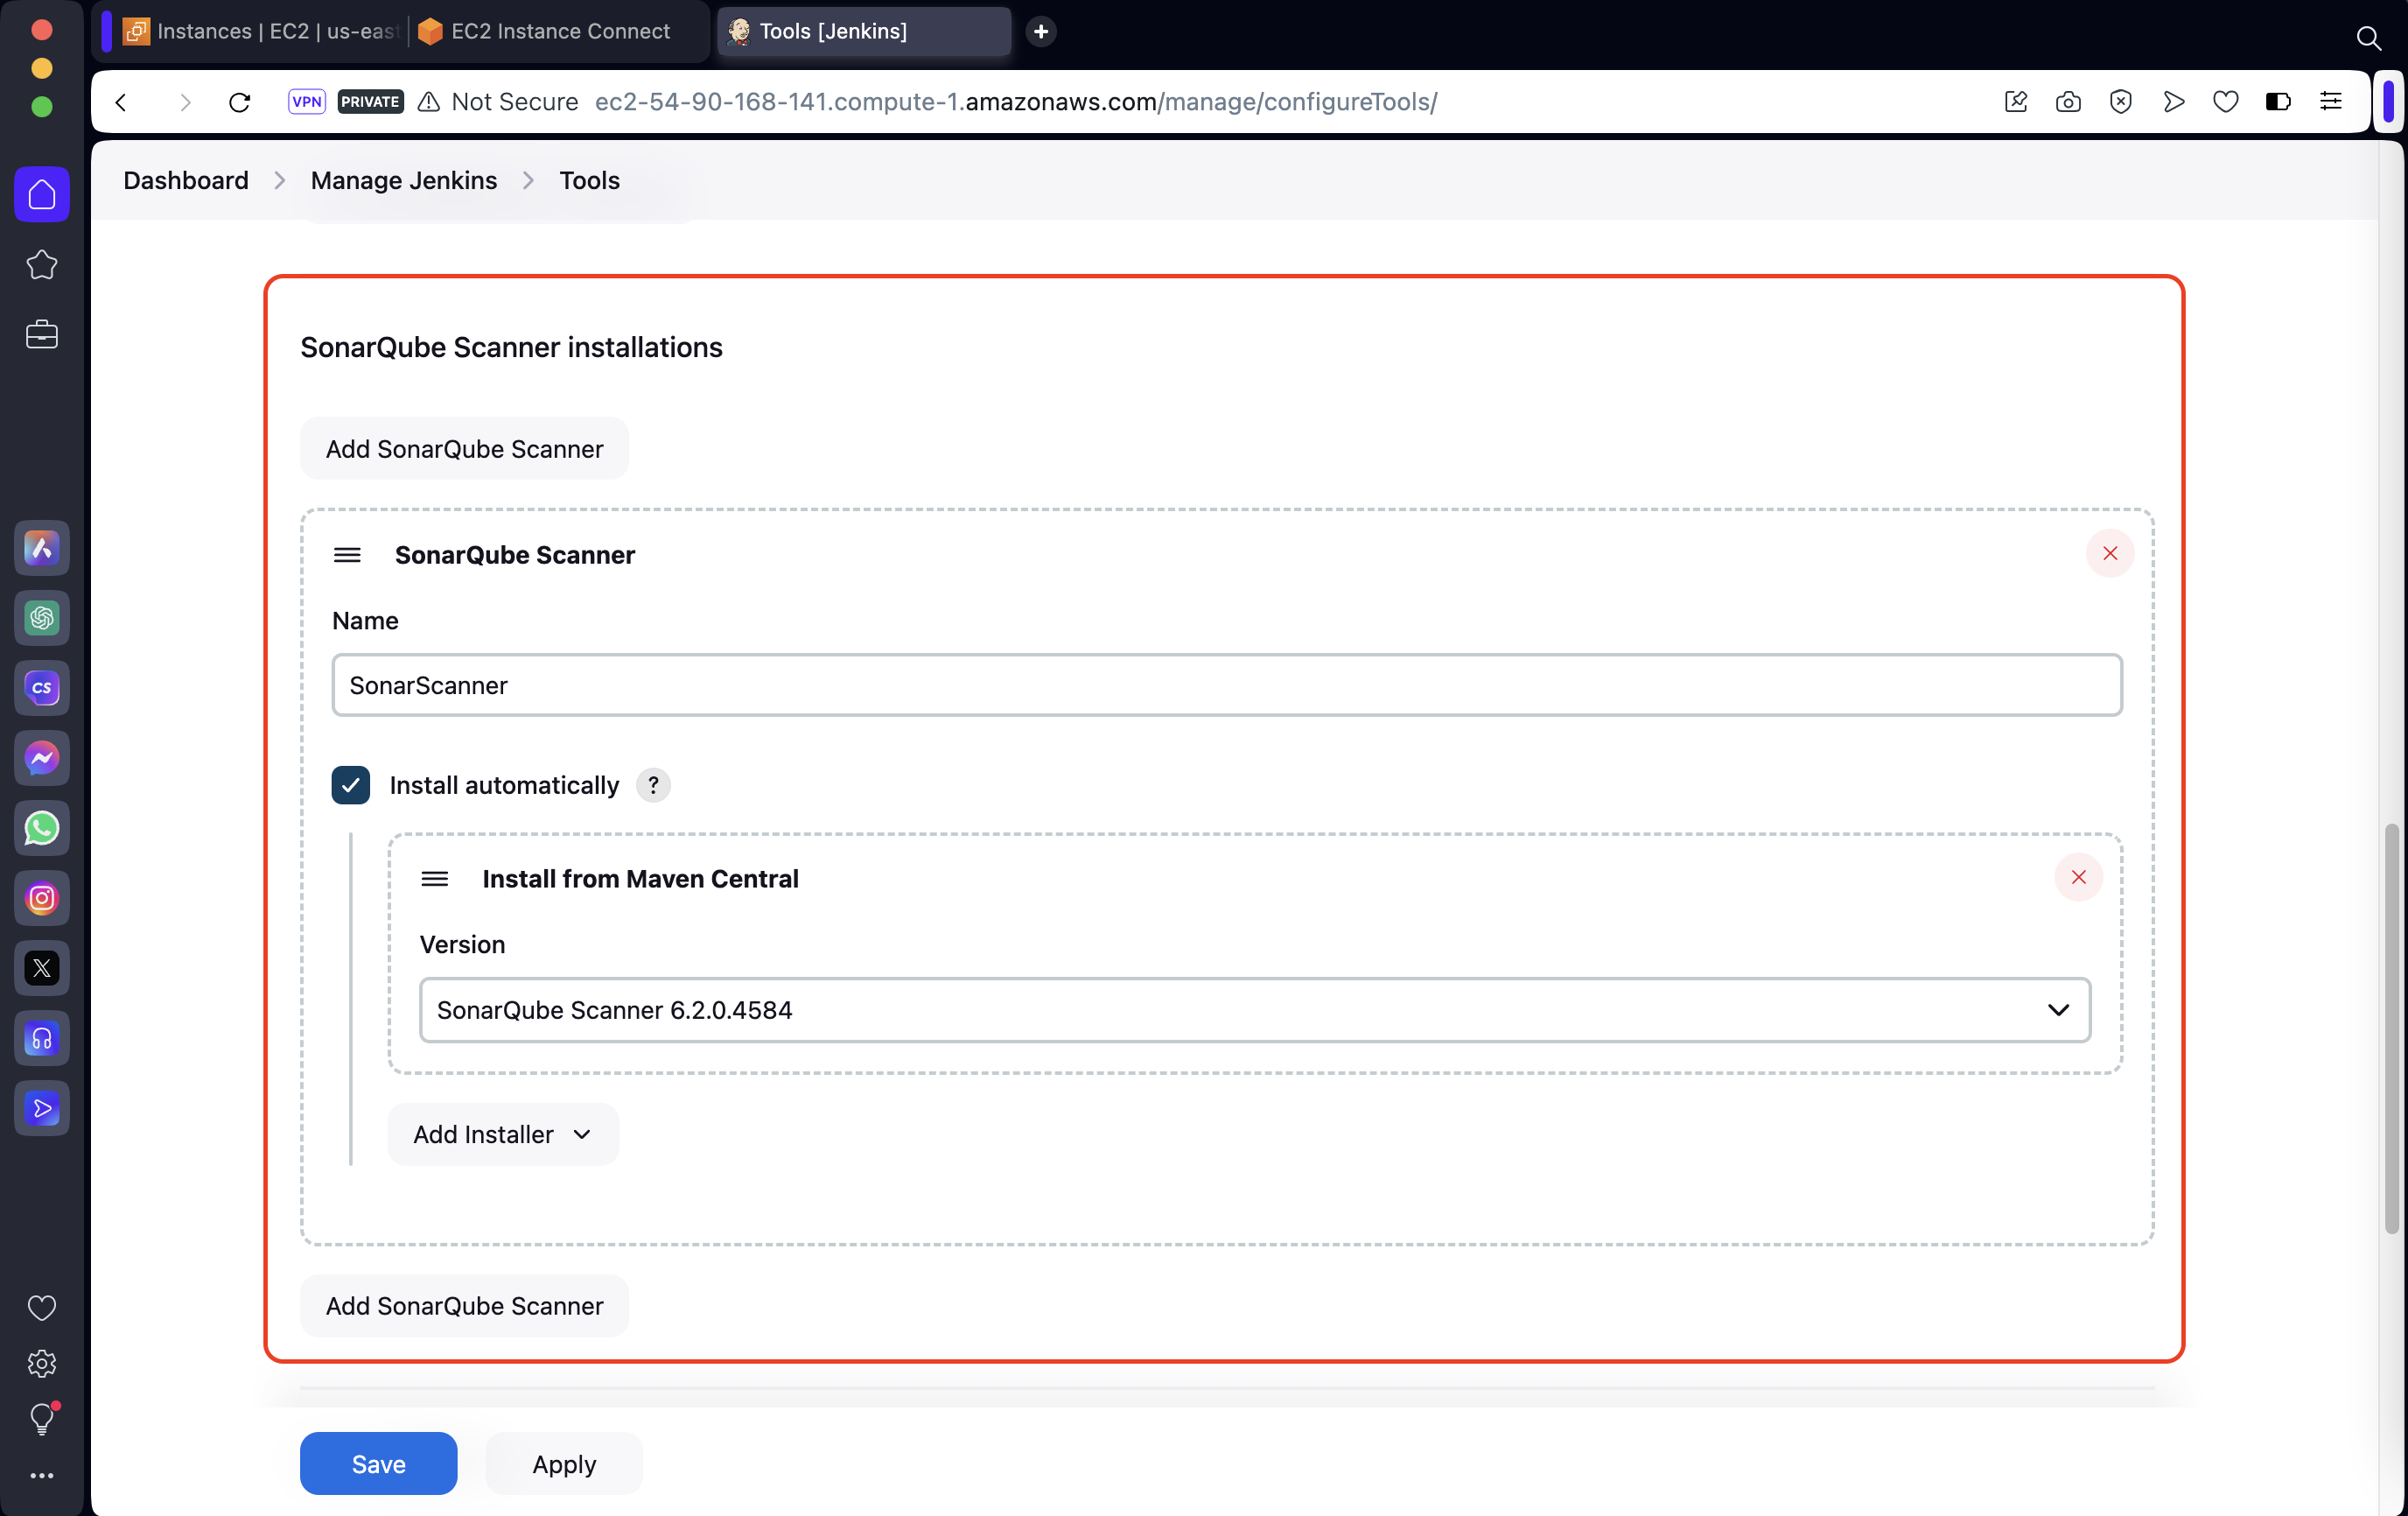 Instances | EC2 | us-east
EC2 Instance Connect
Tools [Jenkins]
VPN PRIVATE Not Secure ec2-54-90-168-141.compute-1.amazonaws.com/manage/configureTools/
Dashboard > Manage Jenkins > Tools
SonarQube Scanner installations
Add SonarQube Scanner
SonarQube Scanner
Name
SonarScanner
Install automatically ?
Install from Maven Central
Version
SonarQube Scanner 6.2.0.4584
Add Installer
Add SonarQube Scanner
Save
Apply
CS